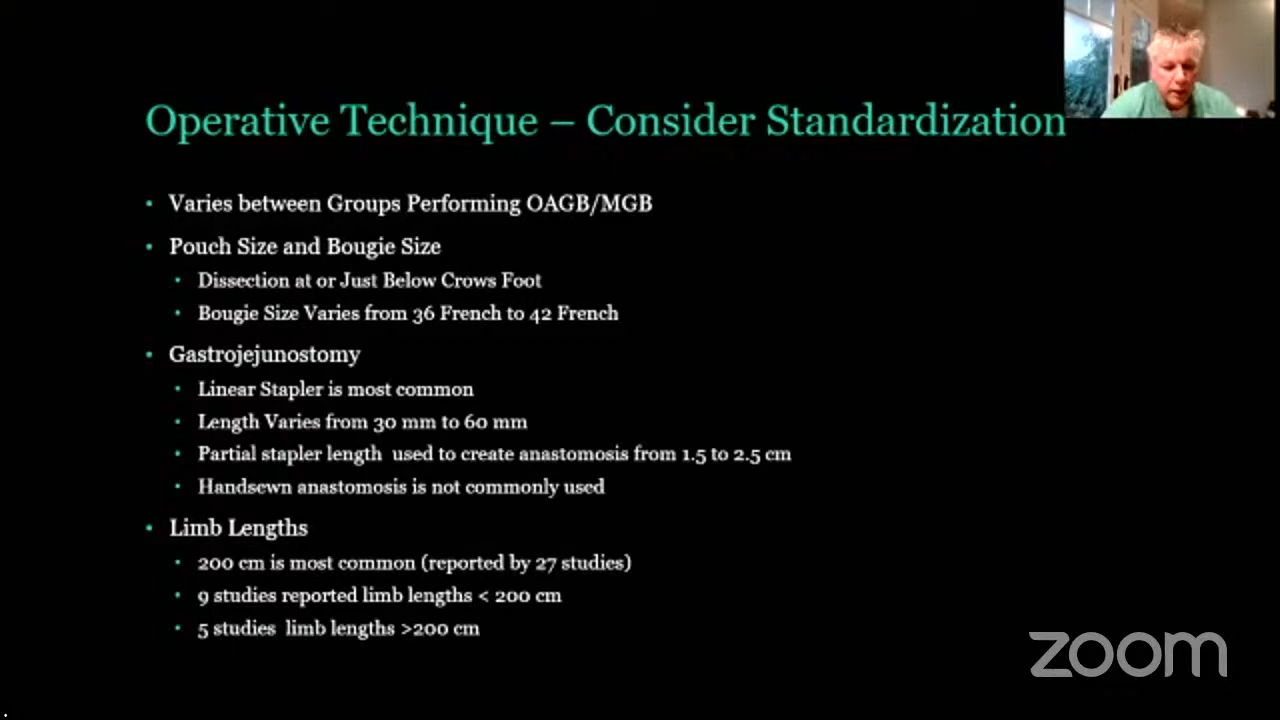 Operative Technique – Consider Standardization
• Varies between Groups Performing OAGB/MGB
• Pouch Size and Bougie Size
• Dissection at or Just Below Crows Foot
• Bougie Size Varies from 36 French to 42 French
• Gastrojejunostomy
• Linear Stapler is most common
• Length Varies from 30 mm to 60 mm
• Partial stapler length used to create anastomosis from 1.5 to 2.5 cm
• Handsewn anastomosis is not commonly used
• Limb Lengths
• 200 cm is most common (reported by 27 studies)
• 9 studies reported limb lengths < 200 cm
• 5 studies limb lengths >200 cm
zoom